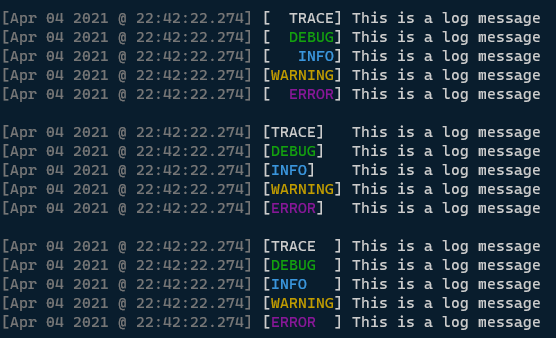 [Apr 04 2021 @ 22:42:22.274] [  TRACE] This is a log message
[Apr 04 2021 @ 22:42:22.274] [  DEBUG] This is a log message
[Apr 04 2021 @ 22:42:22.274] [   INFO] This is a log message
[Apr 04 2021 @ 22:42:22.274] [WARNING] This is a log message
[Apr 04 2021 @ 22:42:22.274] [  ERROR] This is a log message

[Apr 04 2021 @ 22:42:22.274] [TRACE]   This is a log message
[Apr 04 2021 @ 22:42:22.274] [DEBUG]   This is a log message
[Apr 04 2021 @ 22:42:22.274] [INFO]    This is a log message
[Apr 04 2021 @ 22:42:22.274] [WARNING] This is a log message
[Apr 04 2021 @ 22:42:22.274] [ERROR]   This is a log message

[Apr 04 2021 @ 22:42:22.274] [TRACE  ] This is a log message
[Apr 04 2021 @ 22:42:22.274] [DEBUG  ] This is a log message
[Apr 04 2021 @ 22:42:22.274] [INFO   ] This is a log message
[Apr 04 2021 @ 22:42:22.274] [WARNING] This is a log message
[Apr 04 2021 @ 22:42:22.274] [ERROR  ] This is a log message